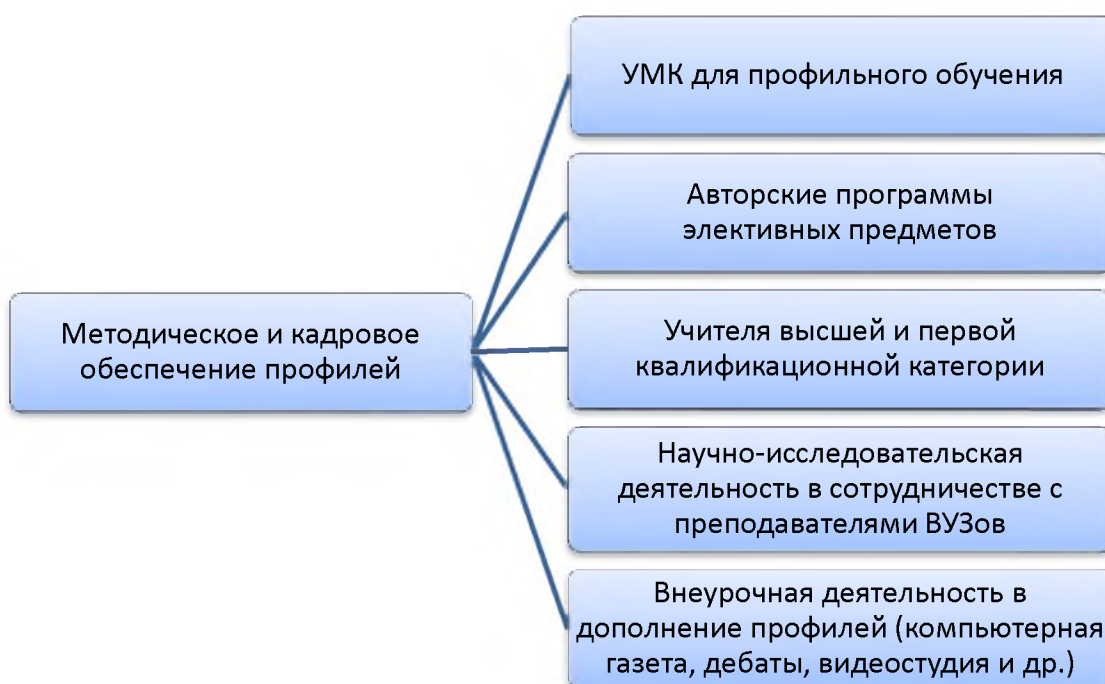 УМК для профильного обучения
Авторские программы
элективных предметов
Методическое и кадровое
обеспечение профилей
Учителя высшей и первой
квалификационной категории
Научно-исследовательская
деятельность в сотрудничестве с
преподавателями ВУЗов
Внеурочная деятельность в
дополнение профилей (компьютерная
газета, дебаты, видеостудия и др.)